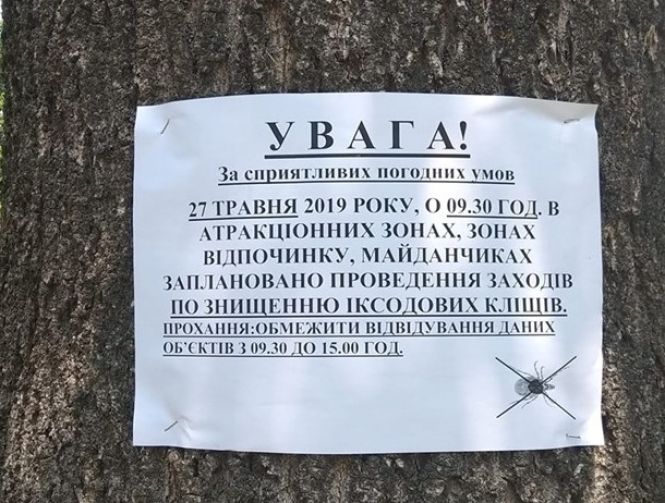 УВАГА!
За сприятливих погодних умов
27 ТРАВНЯ 2019 РОКУ, О 09.30 ГОД. В
АТРАКЦІОННИХ ЗОНАХ, ЗОНАХ
ВІДПОЧИНКУ, МАЙДАНЧИКАХ
ЗАПЛАНОВАНО ПРОВЕДЕННЯ ЗАХОДІВ
ПО ЗНИЩЕННЮ ІКСОДОВИХ КЛІЩІВ.
ПРОХАННЯ:ОБМЕЖИТИ ВІДВІДУВАННЯ ДАНИХ
ОБ'ЄКТІВ З 09.30 ДО 15.00 ГОД.